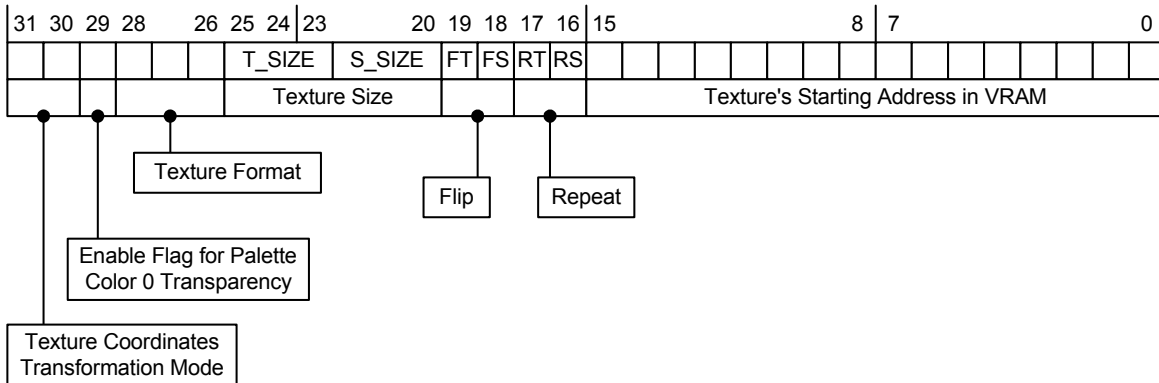 31 30 29 28 26 25 24 23 20 19 18 17 16 15 8 7 0
T_SIZE S_SIZE FT FS RT RS
Texture Size Texture's Starting Address in VRAM
Texture Format
Flip Repeat
Enable Flag for Palette
Color 0 Transparency
Texture Coordinates
Transformation Mode